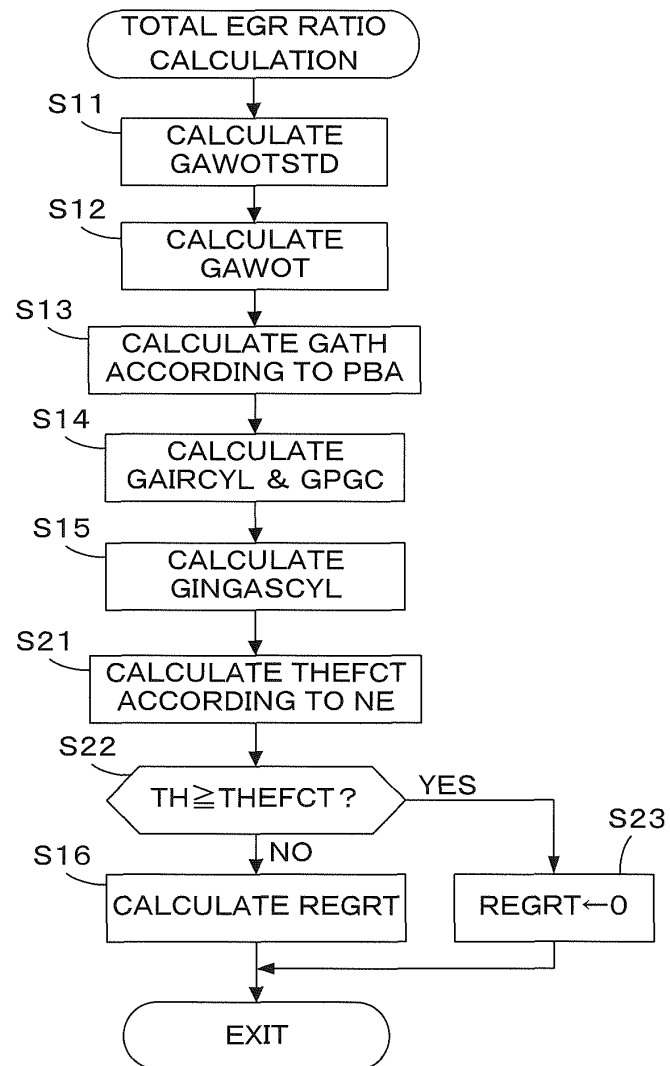 TOTAL EGR RATIO
CALCULATION
S11
CALCULATE
GAWOTSTD
S12
CALCULATE
GAWOT
S13
CALCULATE GATH
ACCORDING TO PBA
S14
CALCULATE
GAIRCYL & GPGC
S15
CALCULATE
GINGASCYL
S21
CALCULATE THEFCT
ACCORDING TO NE
S22
TH≧THEFCT?
YES
NO
S23
REGRT←0
S16
CALCULATE REGRT
EXIT